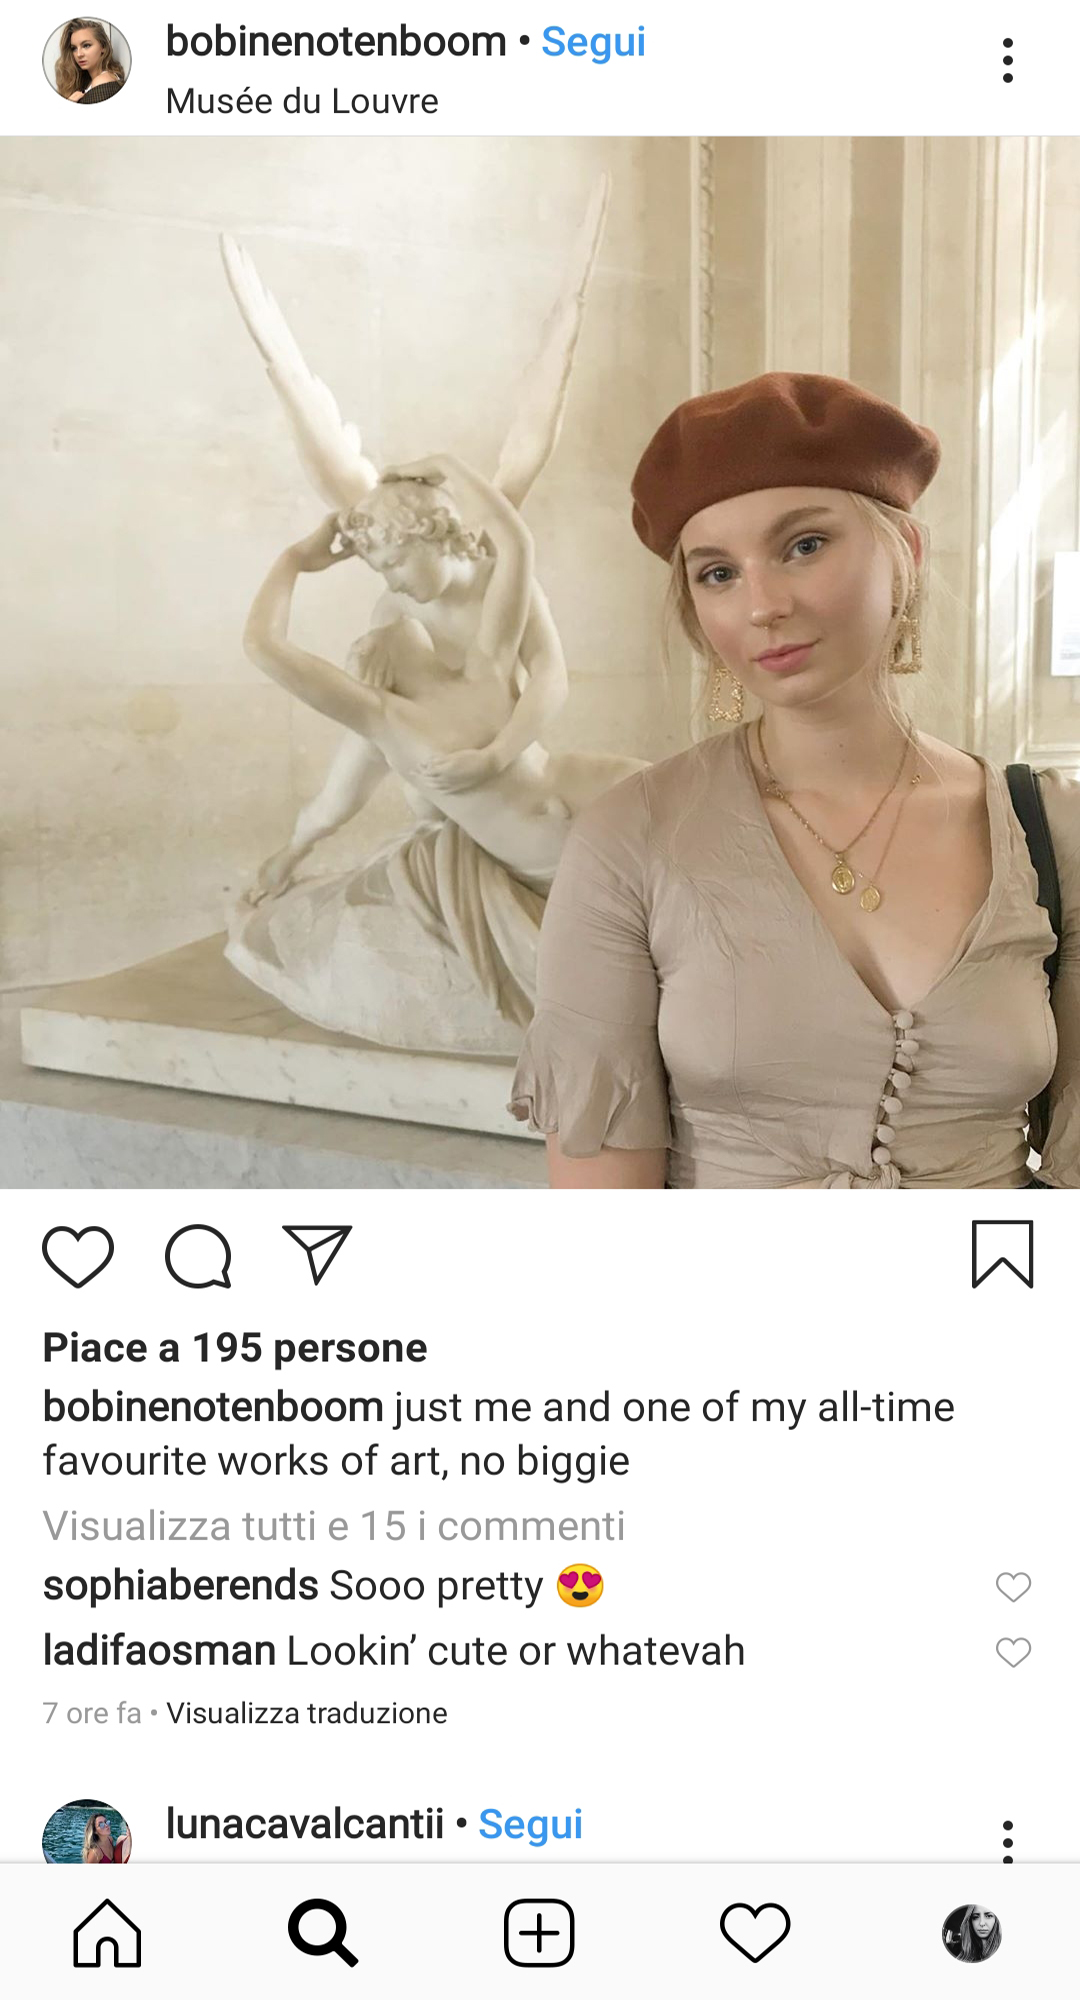 bobinenotenboom • Segui
Musée du Louvre
Piace a 195 persone
bobinenotenboom just me and one of my all-time
favourite works of art, no biggie
Visualizza tutti e 15 i commenti
sophiaberends Sooo pretty 😍
ladifaosman Lookin’ cute or whatevah
7 ore fa • Visualizza traduzione
lunacavalcantii • Segui